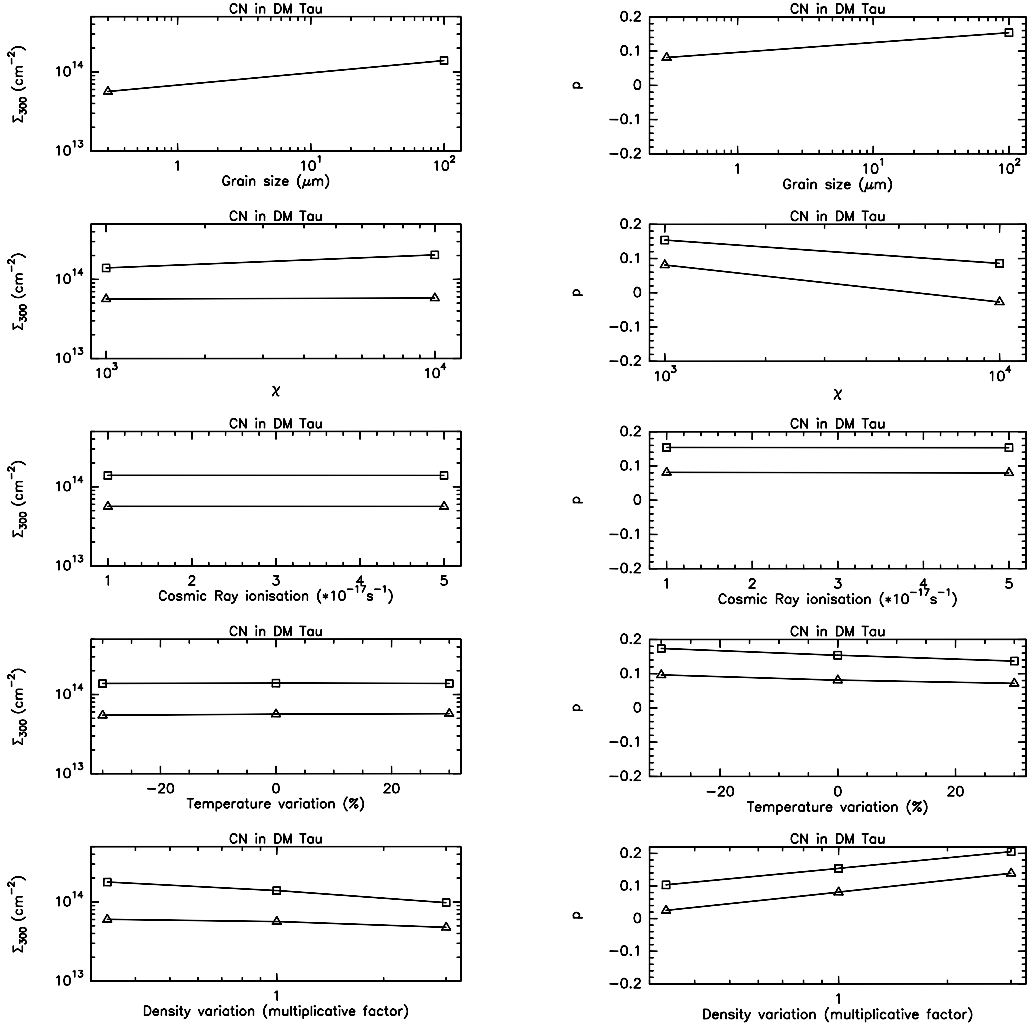 CN in DM Tau
Σ300 (cm−2)
10^14
10^13
1 10^1 10^2
Grain size (μm)
CN in DM Tau
p
0.2
0.1
0
−0.1
−0.2
1 10^1 10^2
Grain size (μm)
CN in DM Tau
Σ300 (cm−2)
10^14
10^13
10^3 10^4
χ
CN in DM Tau
p
0.2
0.1
0
−0.1
−0.2
10^3 10^4
χ
CN in DM Tau
Σ300 (cm−2)
10^14
10^13
1 2 3 4 5
Cosmic Ray ionisation (*10−17s−1)
CN in DM Tau
p
0.2
0.1
0
−0.1
−0.2
1 2 3 4 5
Cosmic Ray ionisation (*10−17s−1)
CN in DM Tau
Σ300 (cm−2)
10^14
10^13
−20 0 20
Temperature variation (%)
CN in DM Tau
p
0.2
0.1
0
−0.1
−0.2
−20 0 20
Temperature variation (%)
CN in DM Tau
Σ300 (cm−2)
10^14
10^13
1
Density variation (multiplicative factor)
CN in DM Tau
p
0.2
0.1
0
−0.1
−0.2
1
Density variation (multiplicative factor)